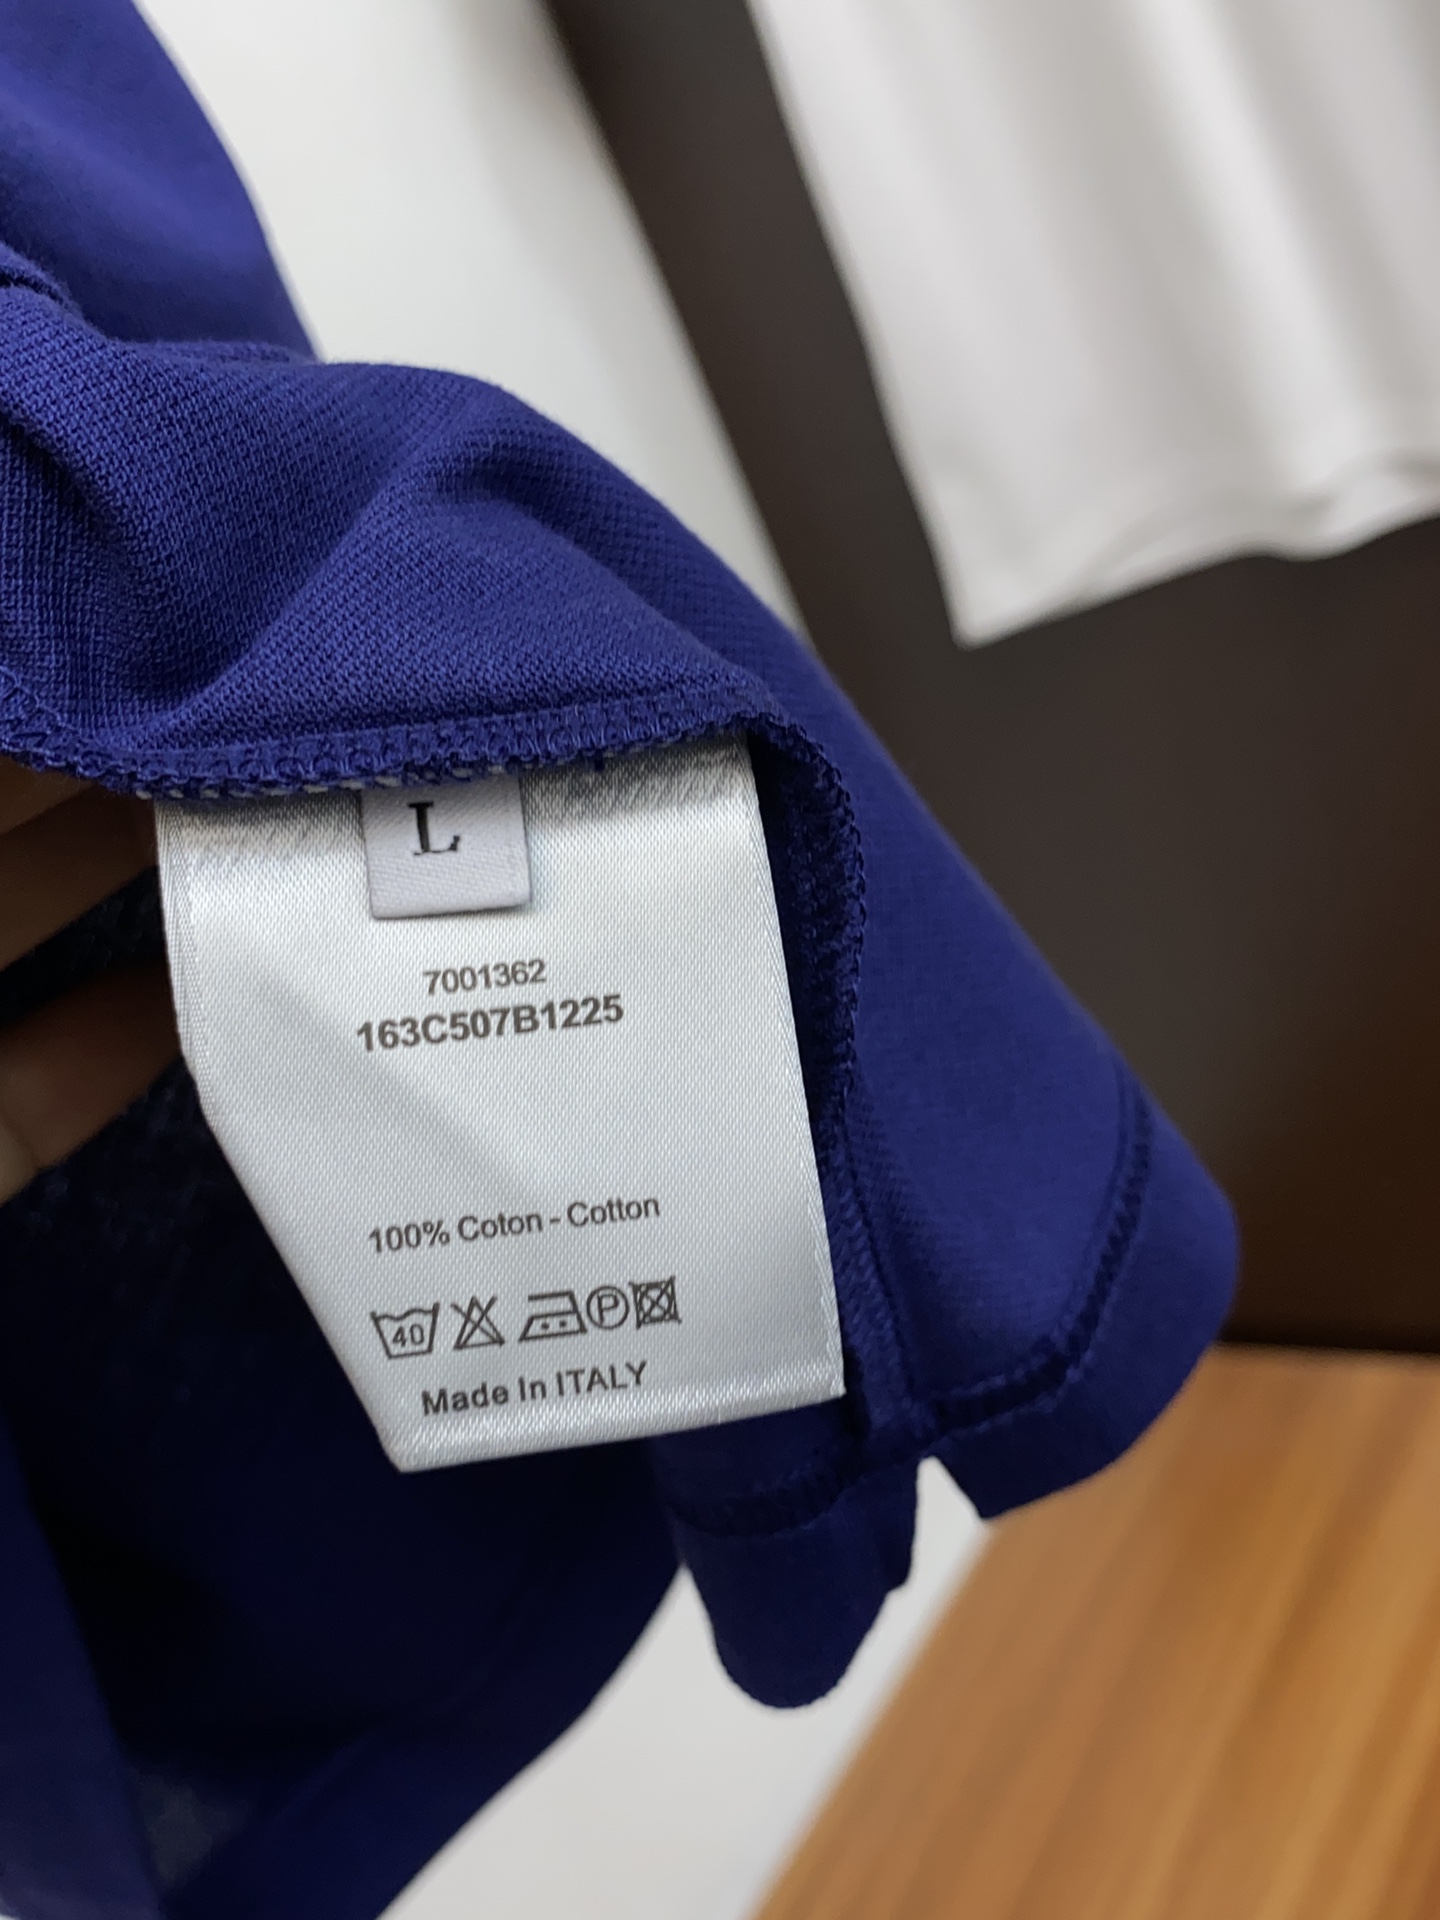 L
7001362
163C507B1225
100% Coton - Cotton
40 P
Made In ITALY